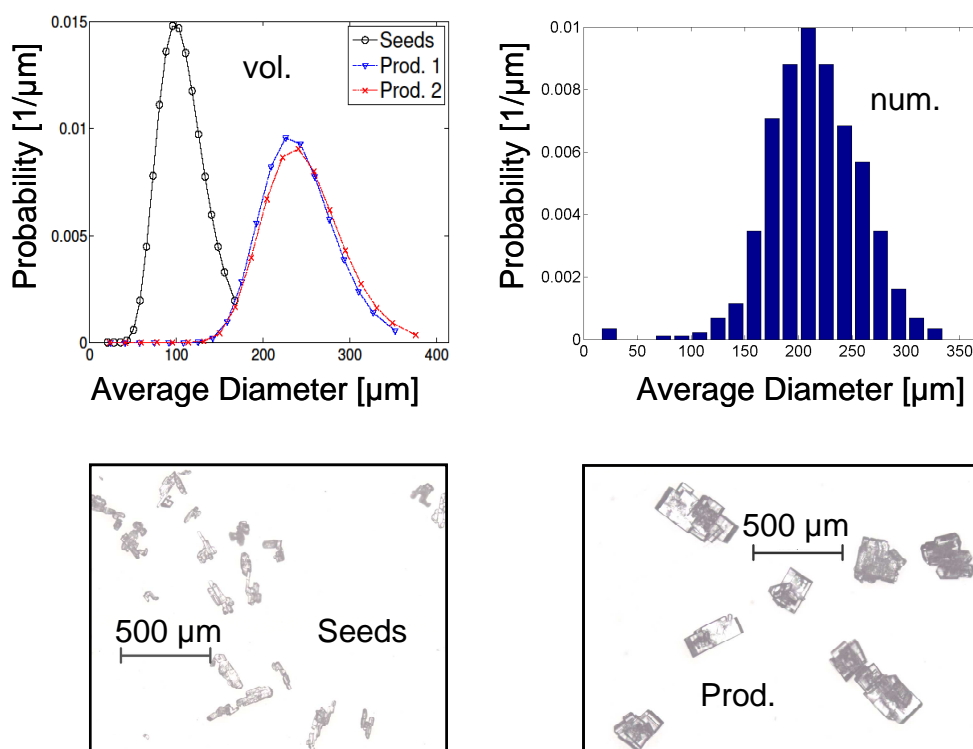 0.015
0.01
0.005
0
0 100 200 300 400
Probability [1/µm]
Average Diameter [µm]
vol.
Seeds
Prod. 1
Prod. 2
0.01
0.008
0.006
0.004
0.002
0
0 50 100 150 200 250 300 350
Probability [1/µm]
Average Diameter [µm]
num.
500 µm
Seeds
500 µm
Prod.